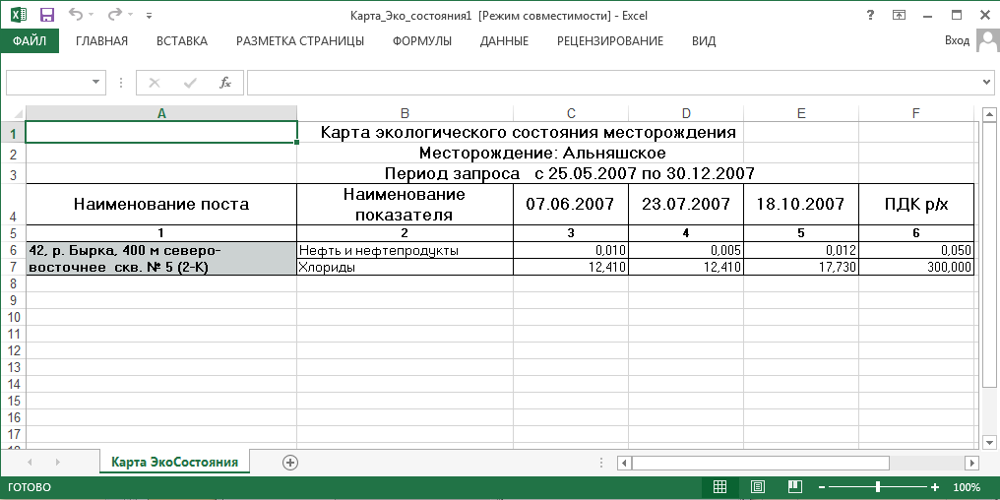 Карта_Эко_состояния1 [Режим совместимости] - Excel
ФАЙЛ ГЛАВНАЯ ВСТАВКА РАЗМЕТКА СТРАНИЦЫ ФОРМУЛЫ ДАННЫЕ РЕЦЕНЗИРОВАНИЕ ВИД Вход
fx
A B C D E F
1 Карта экологического состояния месторождения
2 Месторождение: Альняшское
3 Период запроса с 25.05.2007 по 30.12.2007
4 Наименование поста Наименование показателя 07.06.2007 23.07.2007 18.10.2007 ПДК р/х
5 1 2 3 4 5 6
6 42, р. Бырка, 400 м северо- Нефть и нефтепродукты 0,010 0,005 0,012 0,050
7 восточнее скв. № 5 (2-К) Хлориды 12,410 12,410 17,730 300,000
8
9
10
11
12
13
14
15
16
17
Карта ЭкоСостояния
ГОТОВО 100%